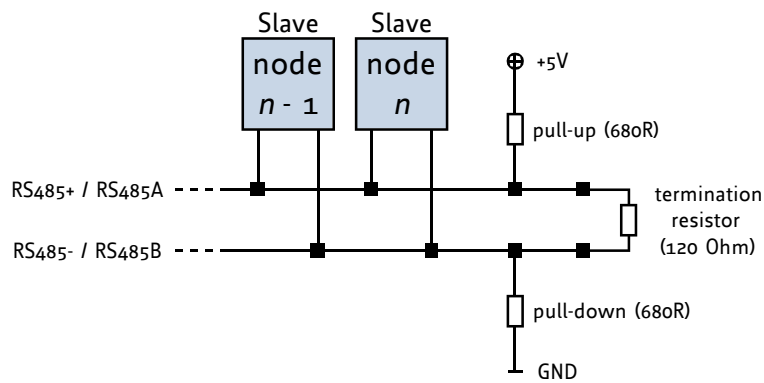 Slave
Slave
node
n - 1
node
n
+5V
pull-up (680R)
RS485+ / RS485A
termination
resistor
(120 Ohm)
RS485- / RS485B
pull-down (680R)
GND